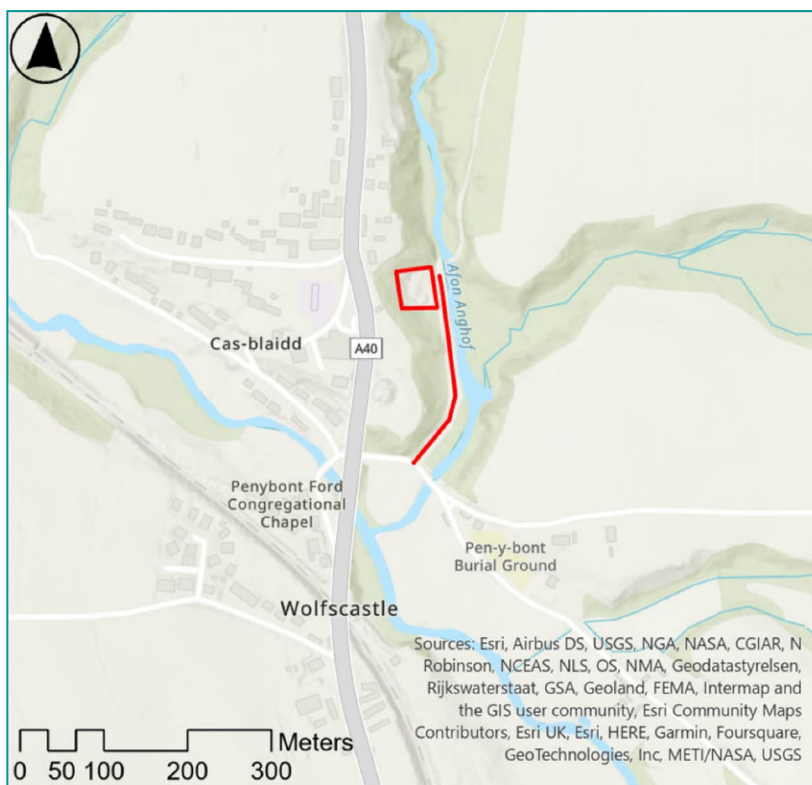 Afon Anghof
Cas-blaidd
A40
Penybont Ford
Congregational
Chapel
Pen-y-bont
Burial Ground
Wolfscastle
Sources: Esri, Airbus DS, USGS, NGA, NASA, CGIAR, N
Robinson, NCEAS, NLS, OS, NMA, Geodatastyrelsen,
Rijkswaterstaat, GSA, Geoland, FEMA, Intermap and
the GIS user community, Esri Community Maps
Contributors, Esri UK, Esri, HERE, Garmin, Foursquare,
GeoTechnologies, Inc, METI/NASA, USGS
Meters
0 50 100 200 300